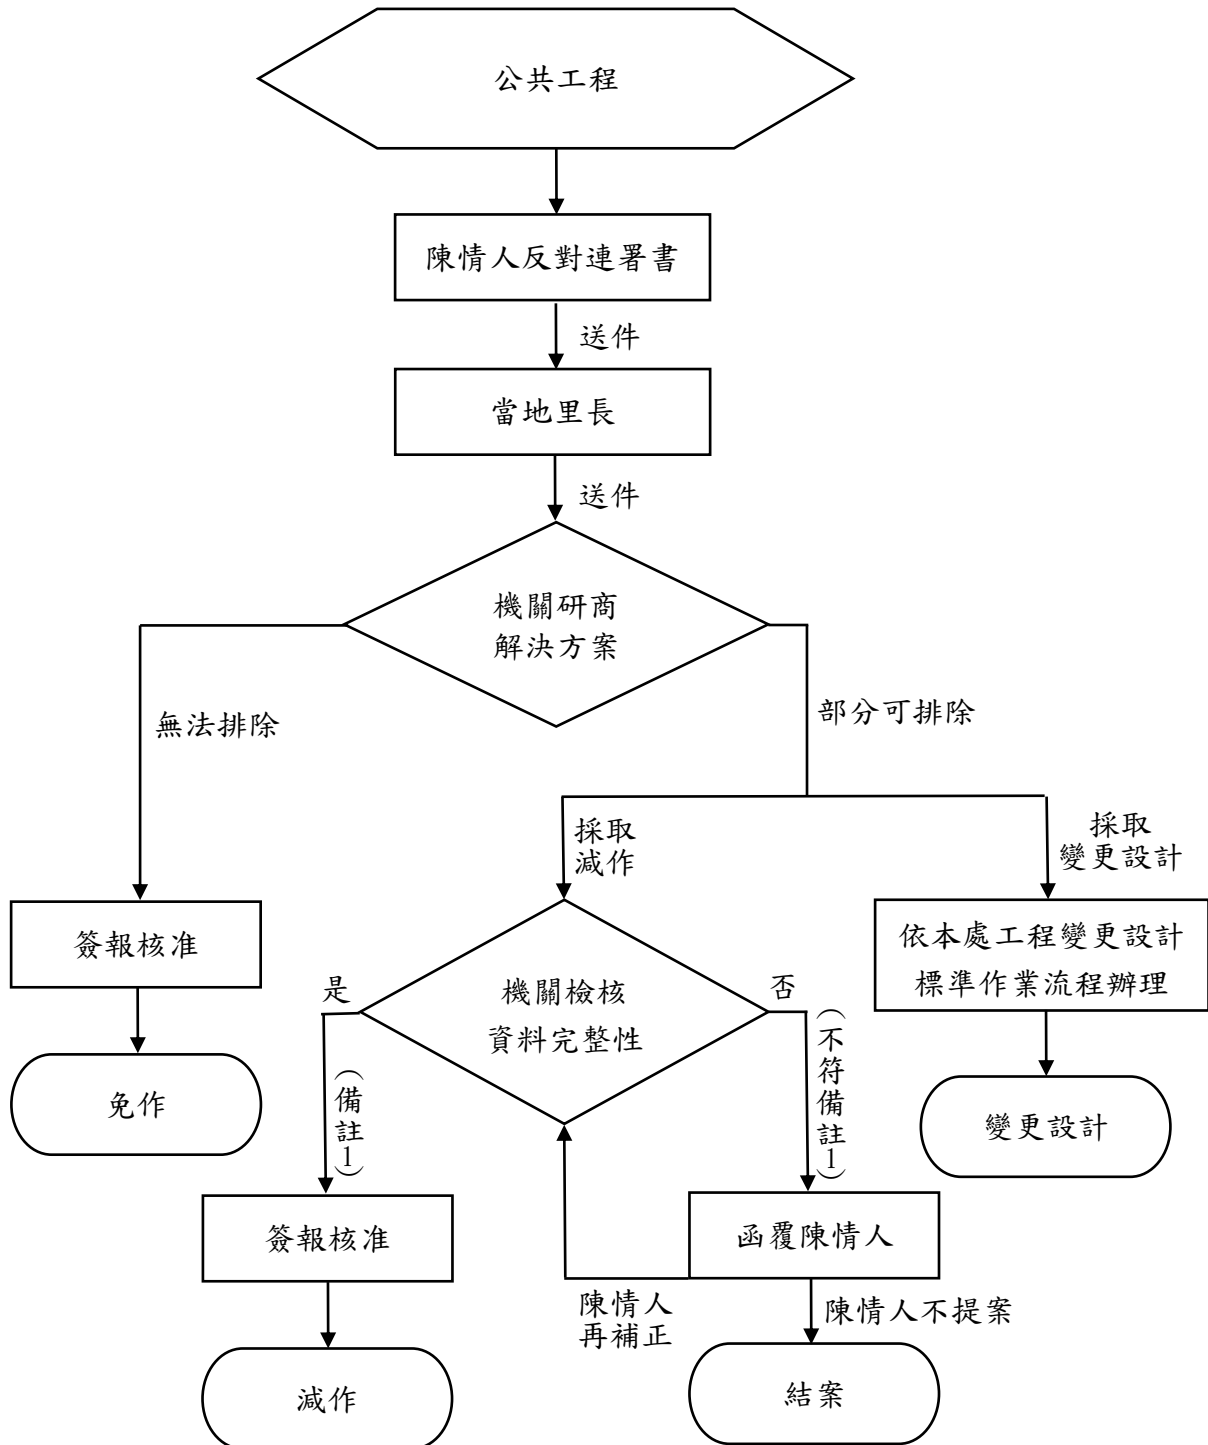 公共工程
陳情人反對連署書
送件
當地里長
送件
機關研商
解決方案
無法排除
部分可排除
採取
減作
採取
變更設計
簽報核准
依本處工程變更設計
標準作業流程辦理
是
機關檢核
資料完整性
否
（備註1）
（不符備註1）
免作
變更設計
簽報核准
函覆陳情人
陳情人
再補正
陳情人不提案
減作
結案